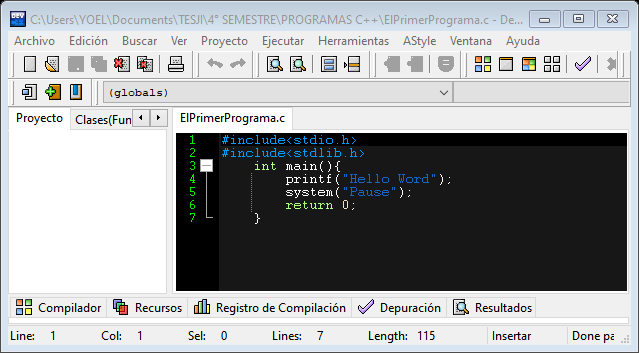 C:\Users\YOEL\Documents\TESJI\4° SEMESTRE\PROGRAMAS C++\ElPrimerPrograma.c - De...
Archivo Edición Buscar Ver Proyecto Ejecutar Herramientas AStyle Ventana Ayuda
(globals)
Proyecto Clases(Fun
ElPrimerPrograma.c
1 #include<stdio.h>
2 #include<stdlib.h>
3 int main(){
4 printf("Hello Word");
5 system("Pause");
6 return 0;
7 }
Compilador Recursos Registro de Compilación Depuración Resultados
Line: 1 Col: 1 Sel: 0 Lines: 7 Length: 115 Insertar Done pa